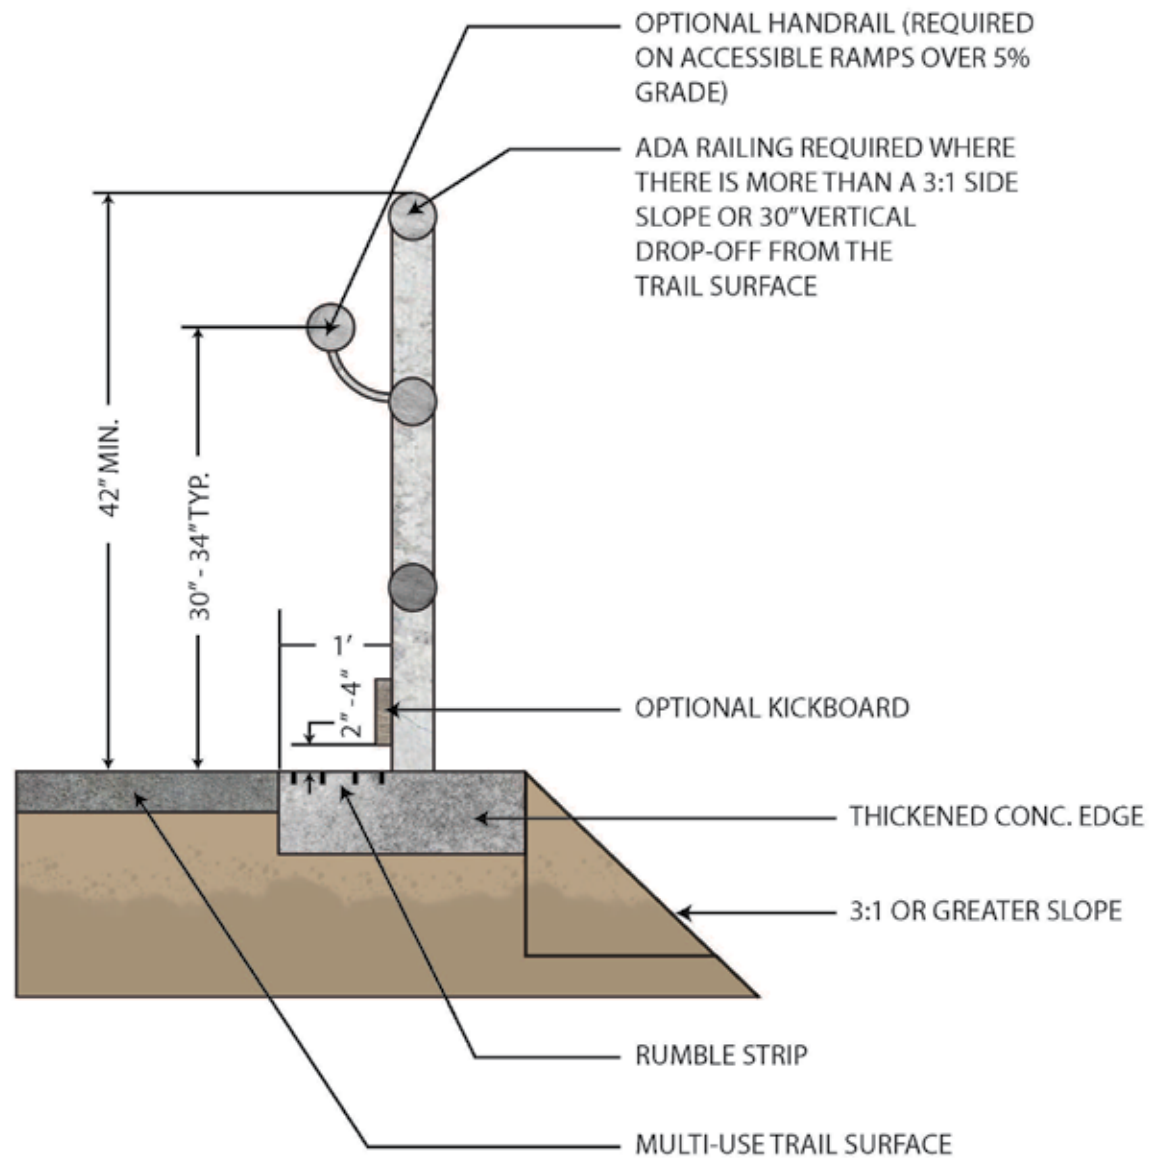 OPTIONAL HANDRAIL (REQUIRED
ON ACCESSIBLE RAMPS OVER 5%
GRADE)
ADA RAILING REQUIRED WHERE
THERE IS MORE THAN A 3:1 SIDE
SLOPE OR 30" VERTICAL
DROP-OFF FROM THE
TRAIL SURFACE
42" MIN.
30" - 34" TYP.
1'
2" - 4"
OPTIONAL KICKBOARD
THICKENED CONC. EDGE
3:1 OR GREATER SLOPE
RUMBLE STRIP
MULTI-USE TRAIL SURFACE